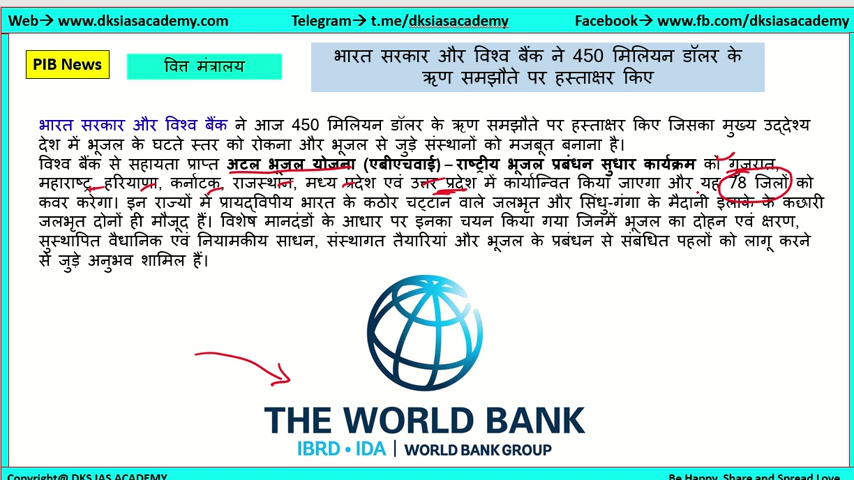 Web→ www.dksiasacademy.com Telegram→ t.me/dksiasacademy Facebook→ www.fb.com/dksiasacademy
PIB News
वित्त मंत्रालय
भारत सरकार और विश्व बैंक ने 450 मिलियन डॉलर के
ऋण समझौते पर हस्ताक्षर किए
भारत सरकार और विश्व बैंक ने आज 450 मिलियन डॉलर के ऋण समझौते पर हस्ताक्षर किए जिसका मुख्य उद्देश्य
देश में भूजल के घटते स्तर को रोकना और भूजल से जुड़े संस्थानों को मजबूत बनाना है।
विश्व बैंक से सहायता प्राप्त अटल भूजल योजना (एबीएचवाई) – राष्ट्रीय भूजल प्रबंधन सुधार कार्यक्रम को गुजरात,
महाराष्ट्र, हरियाणा, कर्नाटक, राजस्थान, मध्य प्रदेश एवं उत्तर प्रदेश में कार्यान्वित किया जाएगा और यह 78 जिलों को
कवर करेगा। इन राज्यों में प्रायद्वीपीय भारत के कठोर चट्टान वाले जलभृत और सिंधु-गंगा के मैदानी इलाके के कछारी
जलभृत दोनों ही मौजूद हैं। विशेष मानदंडों के आधार पर इनका चयन किया गया जिनमें भूजल का दोहन एवं क्षरण,
सुस्थापित वैधानिक एवं नियामकीय साधन, संस्थागत तैयारियां और भूजल के प्रबंधन से संबंधित पहलों को लागू करने
से जुड़े अनुभव शामिल हैं।
THE WORLD BANK
IBRD • IDA | WORLD BANK GROUP
Copyright@ DKS IAS ACADEMY Be Happy, Share and Spread Love